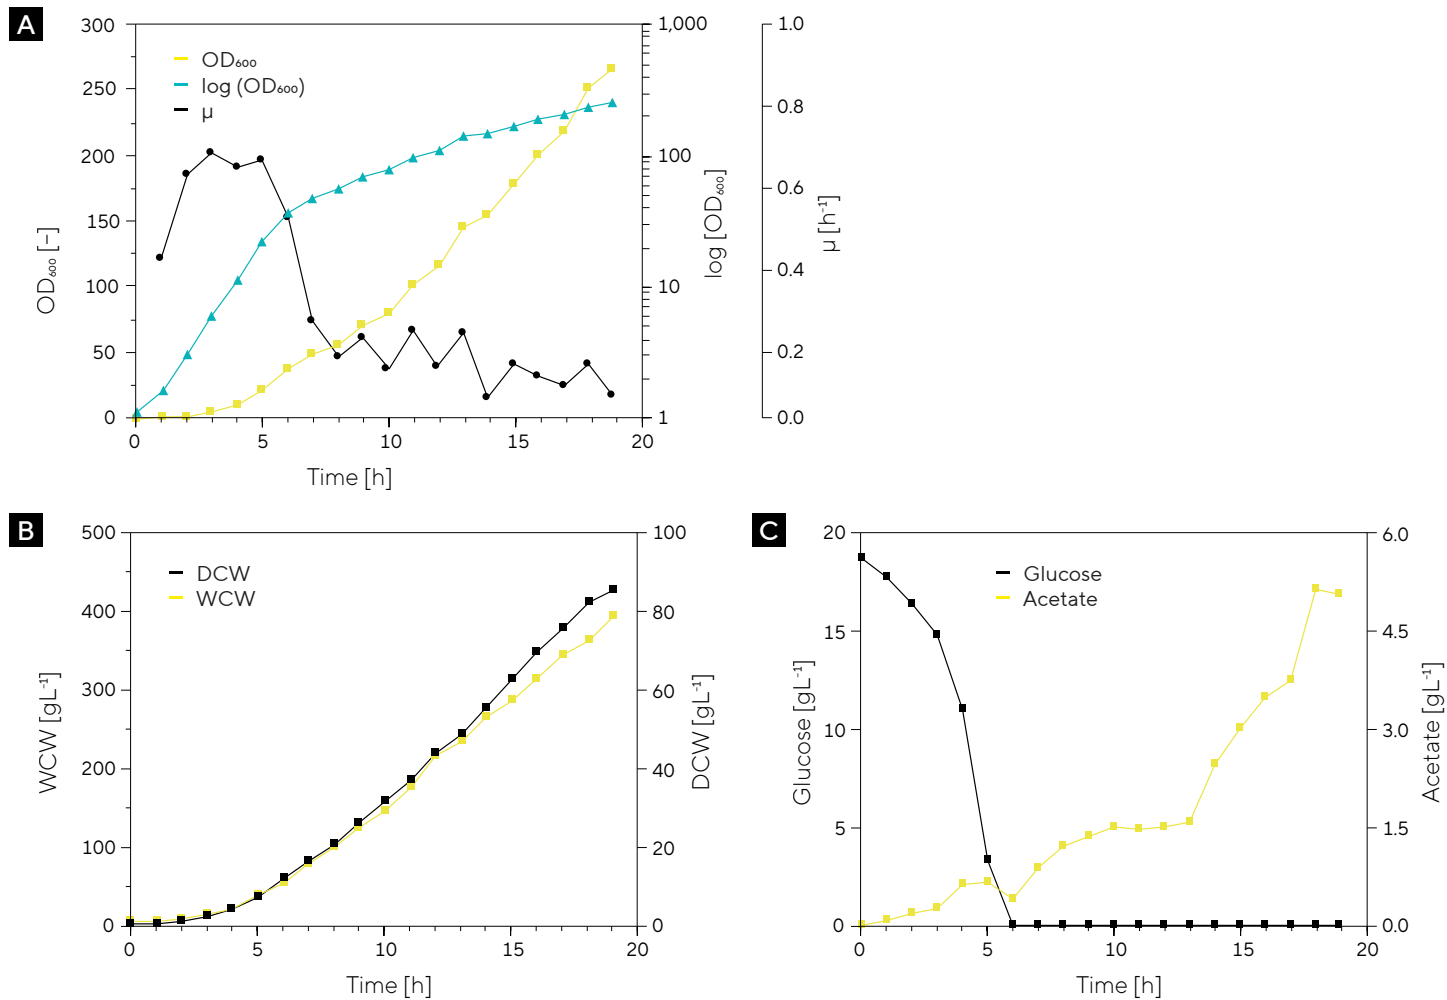 A
OD₆₀₀
log (OD₆₀₀)
µ
300
250
200
150
100
50
0
OD₆₀₀ [–]
1,000
100
10
1
log [OD₆₀₀]
1.0
0.8
0.6
0.4
0.2
0.0
µ [h⁻¹]
0 5 10 15 20
Time [h]
B
DCW
WCW
500
400
300
200
100
0
WCW [gL⁻¹]
100
80
60
40
20
0
DCW [gL⁻¹]
0 5 10 15 20
Time [h]
C
Glucose
Acetate
20
15
10
5
0
Glucose [gL⁻¹]
6.0
4.5
3.0
1.5
0.0
Acetate [gL⁻¹]
0 5 10 15 20
Time [h]